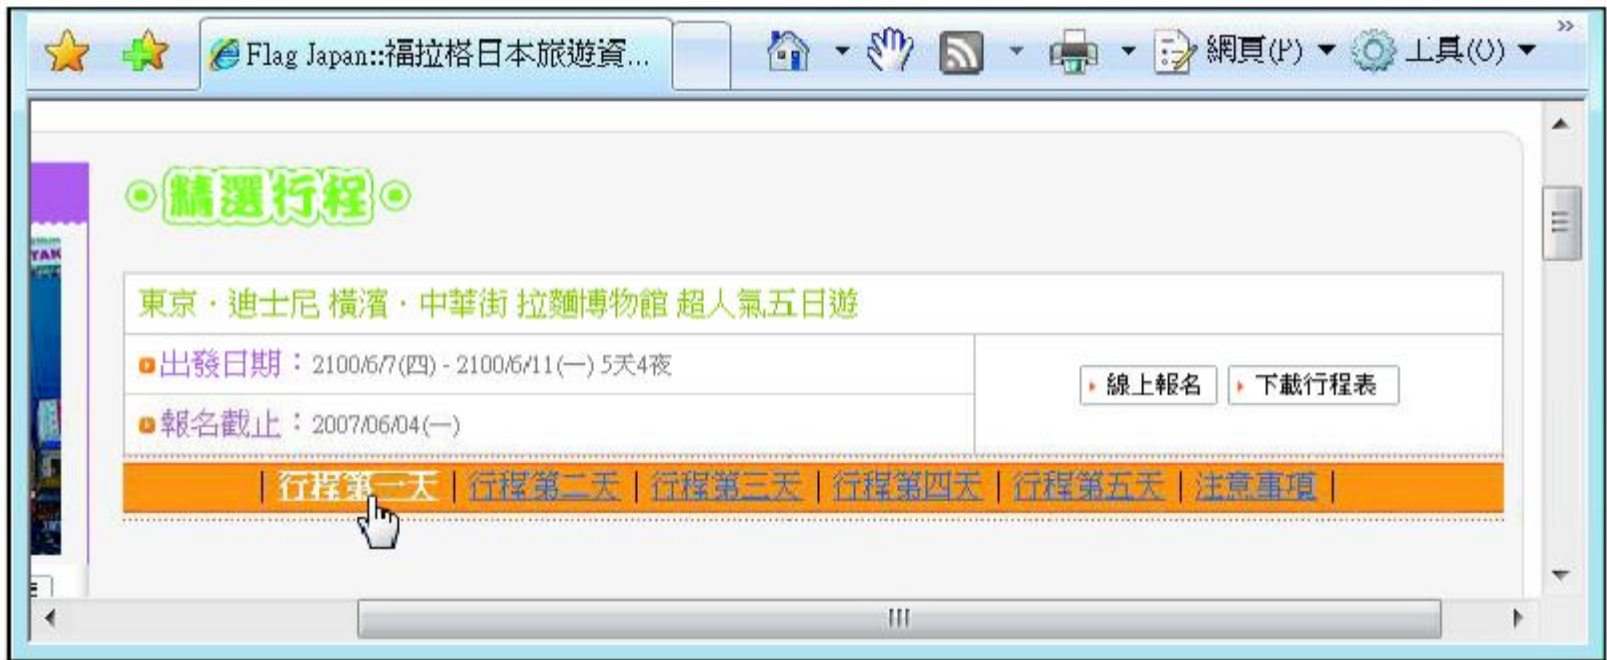 Flag Japan::福拉格日本旅遊資...
網頁(P) 工具(O) »
精選行程
東京・迪士尼 橫濱・中華街 拉麵博物館 超人氣五日遊
出發日期：2100/6/7(四) - 2100/6/11(一) 5天4夜
線上報名 下載行程表
報名截止：2007/06/04(一)
| 行程第一天 | 行程第二天 | 行程第三天 | 行程第四天 | 行程第五天 | 注意事項 |